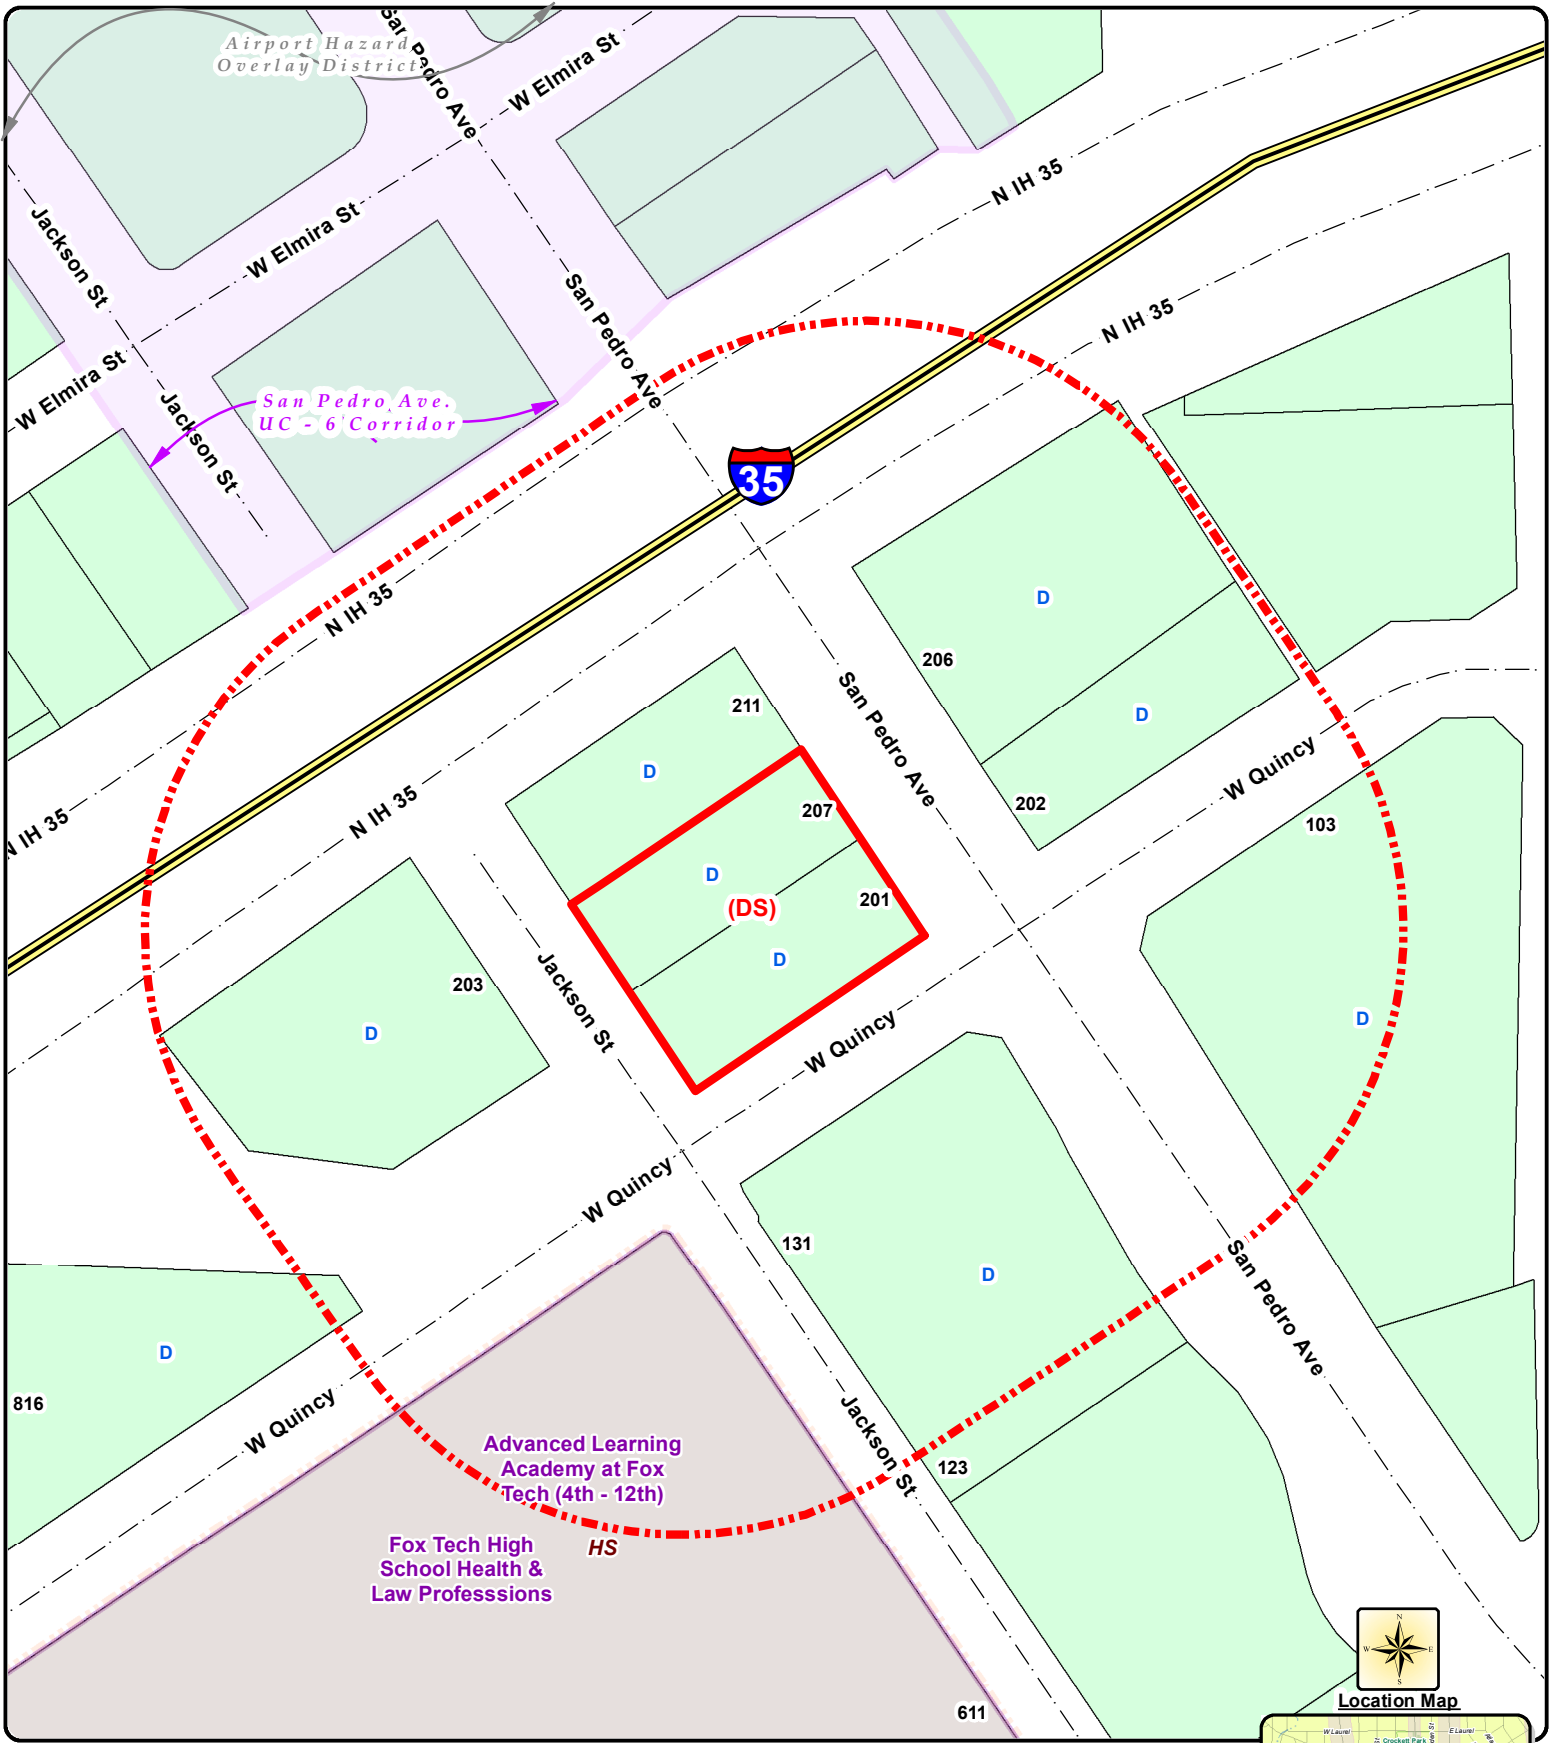 San Pedro Ave
Airport Hazard
Overlay District
W Elmira St
N IH 35
Jackson St
W Elmira St
San Pedro Ave
N IH 35
W Elmira St
Jackson St
San Pedro Ave.
UC - 6 Corridor
35
N IH 35
D
206
211
San Pedro Ave
D
D
W Quincy
N IH 35
N IH 35
207
202
103
D
(DS)
201
D
203
Jackson St
D
D
W Quincy
W Quincy
131
D
San Pedro Ave
D
816
W Quincy
Jackson St
Advanced Learning
Academy at Fox
Tech (4th - 12th)
123
HS
Fox Tech High
School Health &
Law Professsions
N
W E
S
611
Location Map
W Laurel
E Laurel
Crockett Park